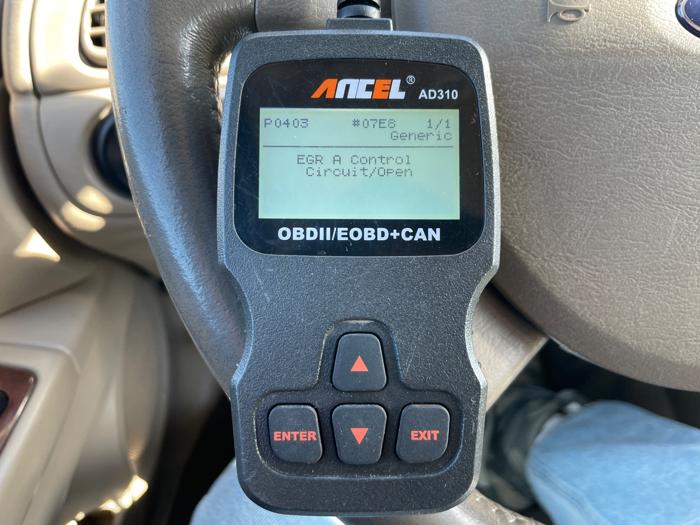 ANCEL® AD310
P0403 #07E8 1/1
Generic
EGR A Control
Circuit/Open
OBDII/EOBD+CAN
ENTER
EXIT